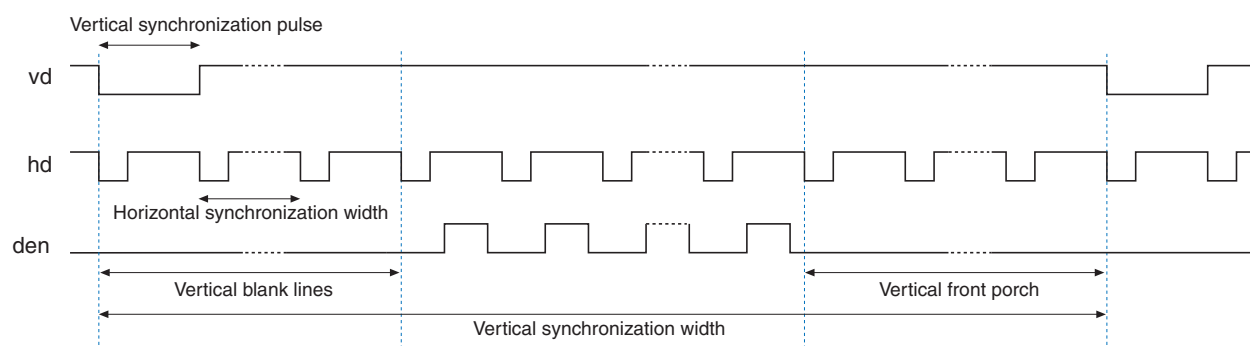 Vertical synchronization pulse
vd
hd
Horizontal synchronization width
den
Vertical blank lines
Vertical front porch
Vertical synchronization width